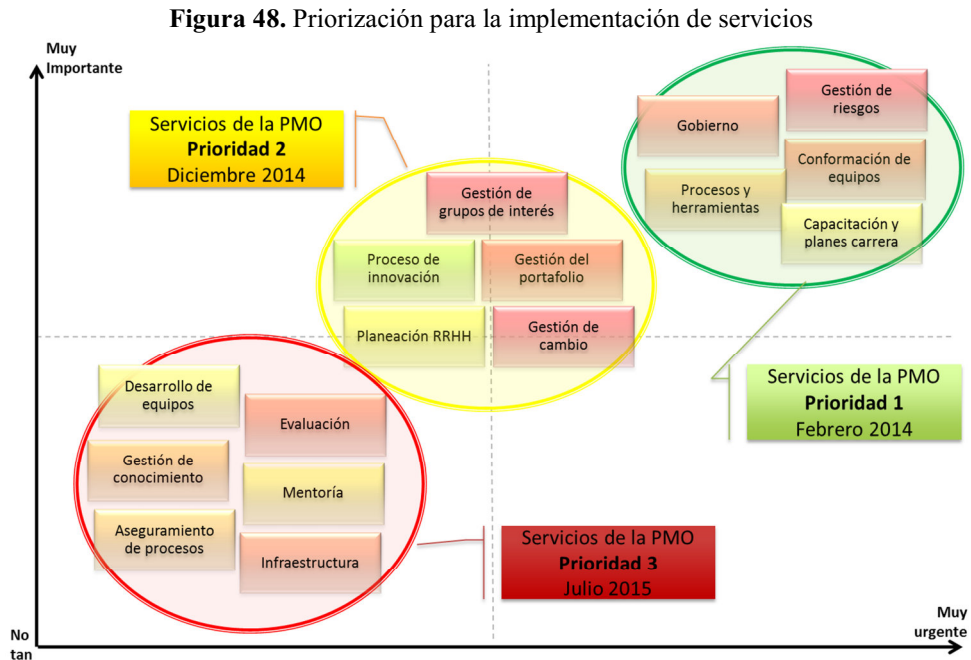 Figura 48. Priorización para la implementación de servicios
Muy
Importante
Servicios de la PMO
Prioridad 2
Diciembre 2014
Gobierno
Gestión de
riesgos
Procesos y
herramientas
Conformación de
equipos
Capacitación y
planes carrera
Gestión de
grupos de interés
Proceso de
innovación
Gestión del
portafolio
Planeación RRHH
Gestión de
cambio
Servicios de la PMO
Prioridad 1
Febrero 2014
Desarrollo de
equipos
Evaluación
Gestión de
conocimiento
Mentoría
Aseguramiento
de procesos
Infraestructura
Servicios de la PMO
Prioridad 3
Julio 2015
No
tan
Muy
urgente